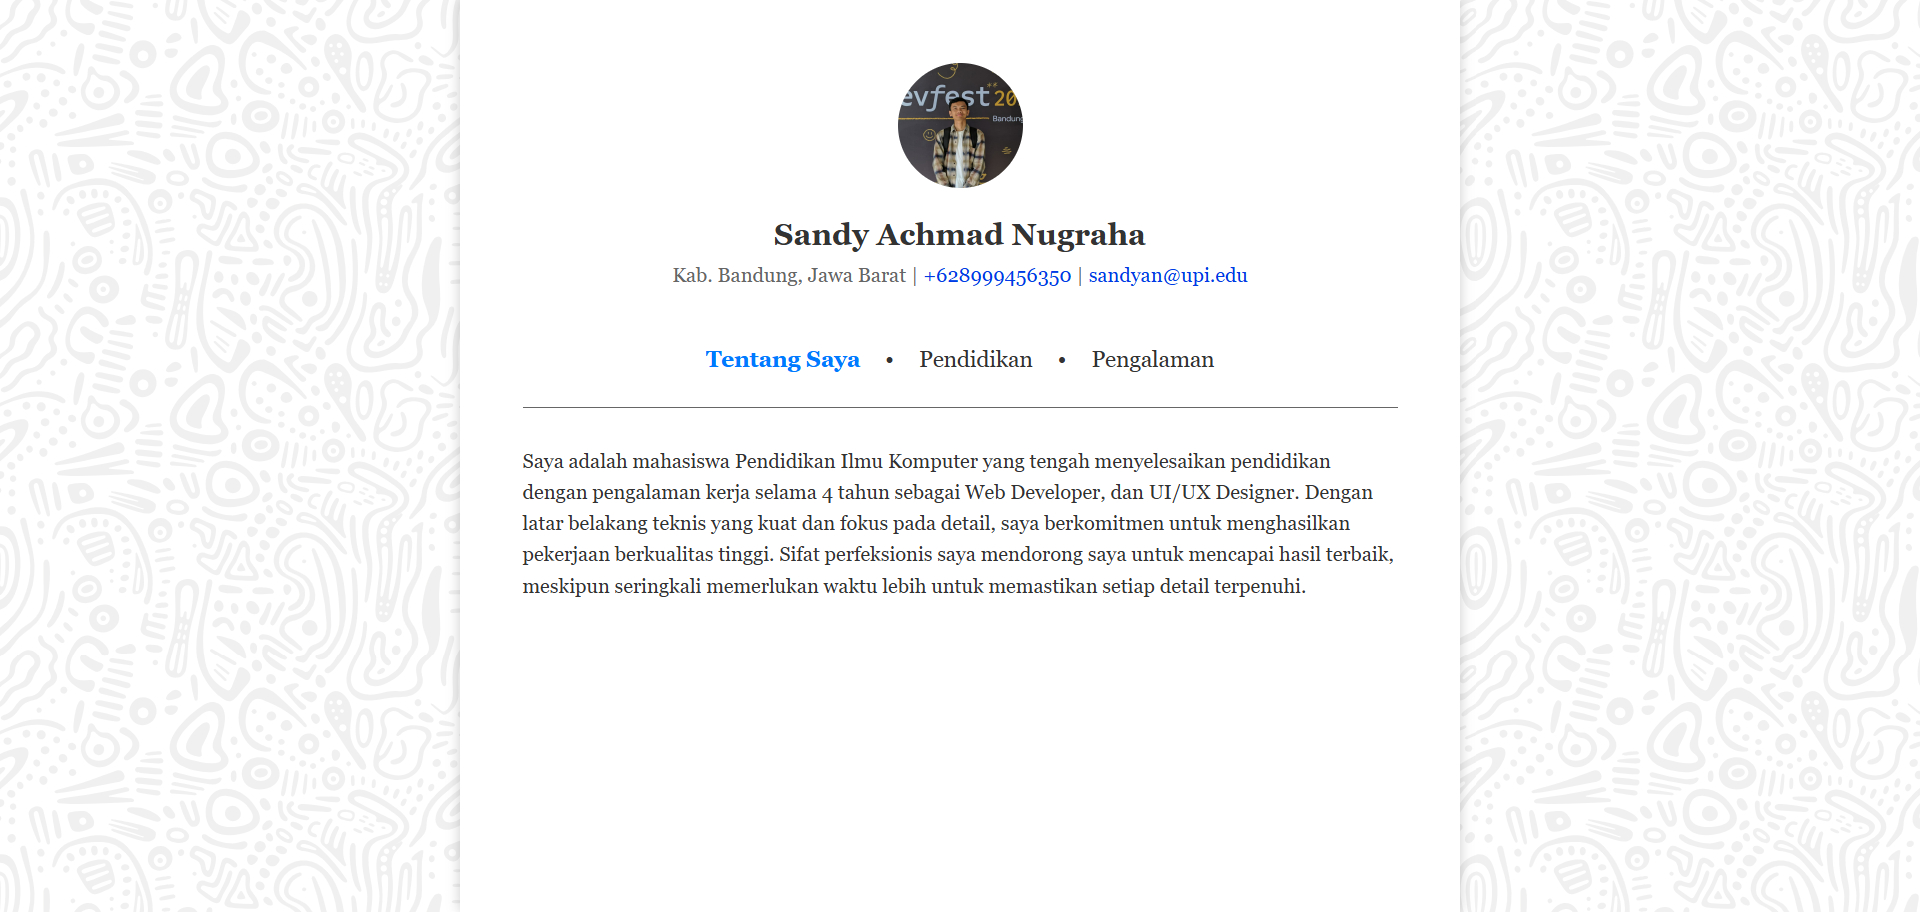 evfest 20
Bandung
Sandy Achmad Nugraha
Kab. Bandung, Jawa Barat | +628999456350 | sandyan@upi.edu
Tentang Saya • Pendidikan • Pengalaman
Saya adalah mahasiswa Pendidikan Ilmu Komputer yang tengah menyelesaikan pendidikan
dengan pengalaman kerja selama 4 tahun sebagai Web Developer, dan UI/UX Designer. Dengan
latar belakang teknis yang kuat dan fokus pada detail, saya berkomitmen untuk menghasilkan
pekerjaan berkualitas tinggi. Sifat perfeksionis saya mendorong saya untuk mencapai hasil terbaik,
meskipun seringkali memerlukan waktu lebih untuk memastikan setiap detail terpenuhi.